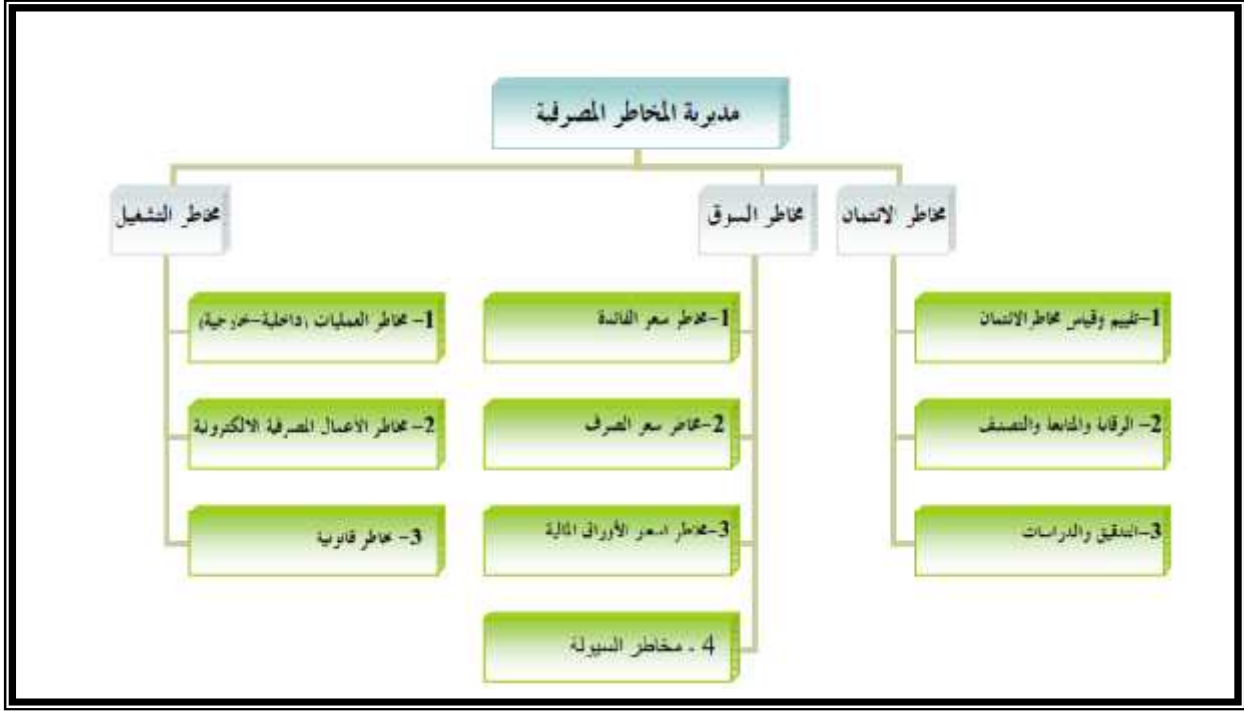 مديرية المخاطر المصرفية
مخاطر الائتمان
مخاطر السوق
مخاطر التشغيل
1-تقييم وقياس مخاطر الائتمان
2- الرقابة والمتابعة والتصنيف
3-التدقيق والدراسات
1-مخاطر سعر الفائدة
2-مخاطر سعر الصرف
3-مخاطر اسعار الأوراق المالية
4 - مخاطر السيولة
1- مخاطر العمليات (داخلية-خارجية)
2- مخاطر الأعمال المصرفية الالكترونية
3- مخاطر قانونية